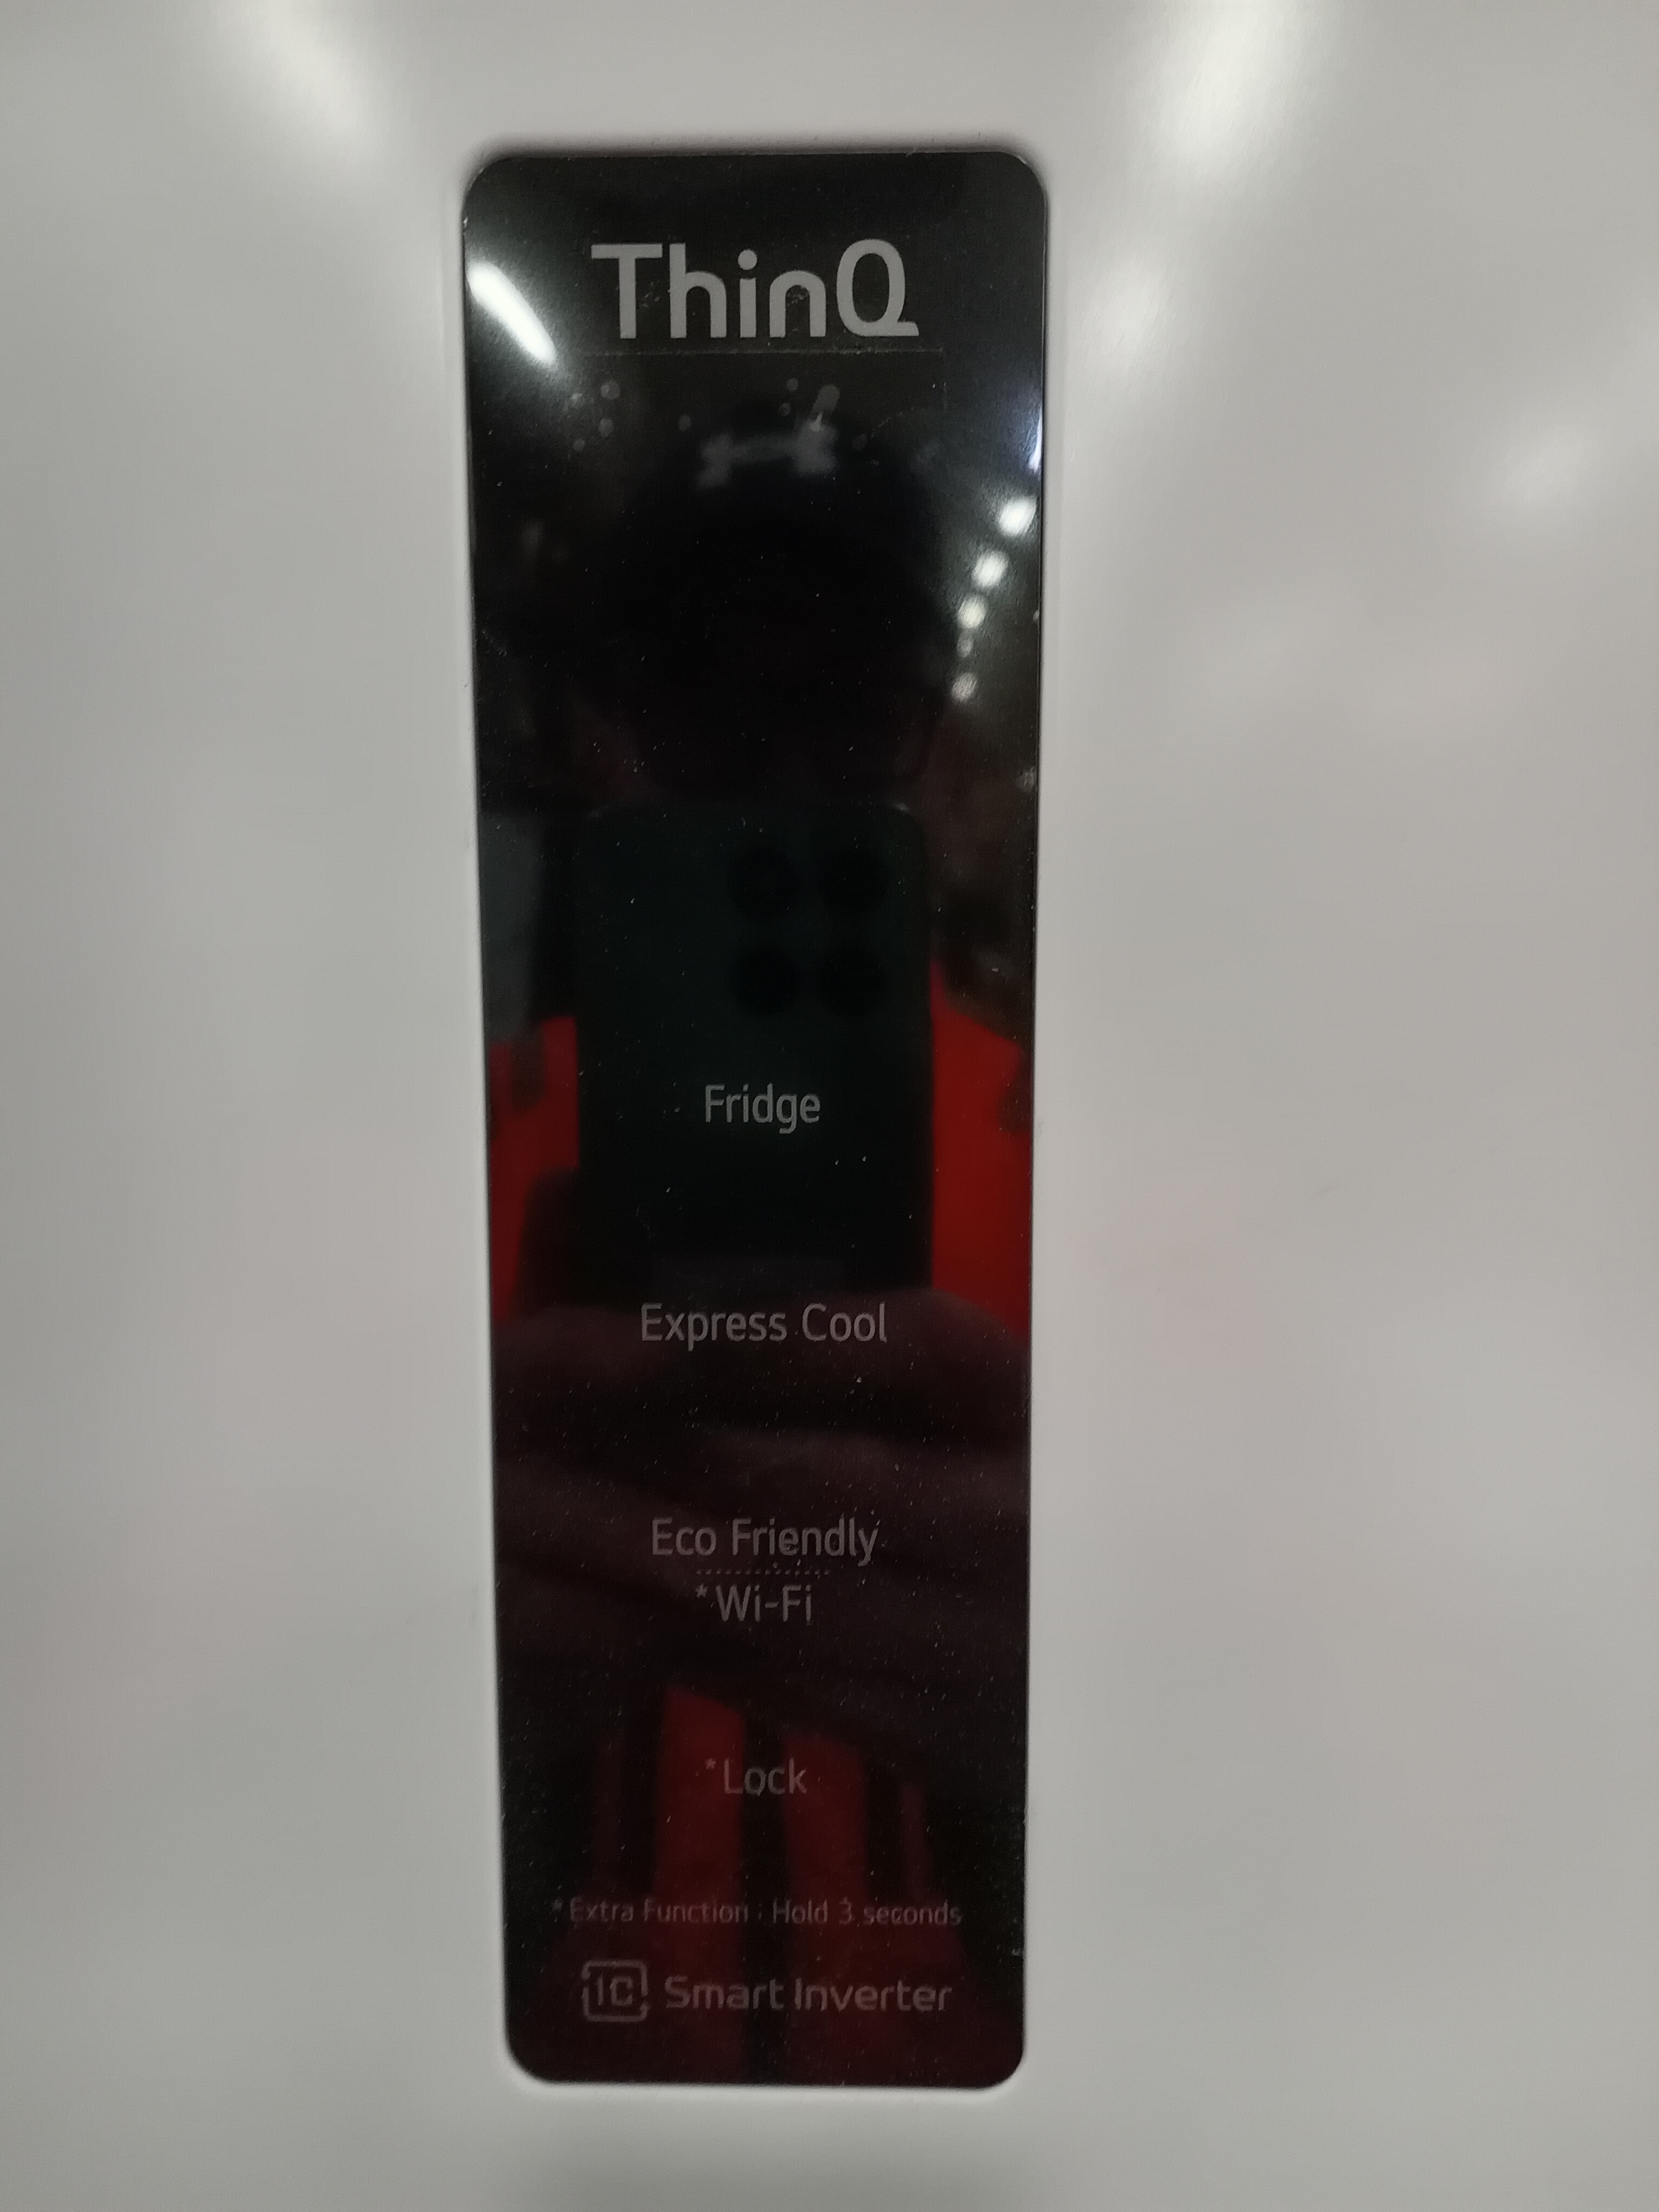 ThinQ
Fridge
Express Cool
Eco Friendly
*Wi-Fi
*Lock
*Extra Function : Hold 3 seconds
Smart Inverter